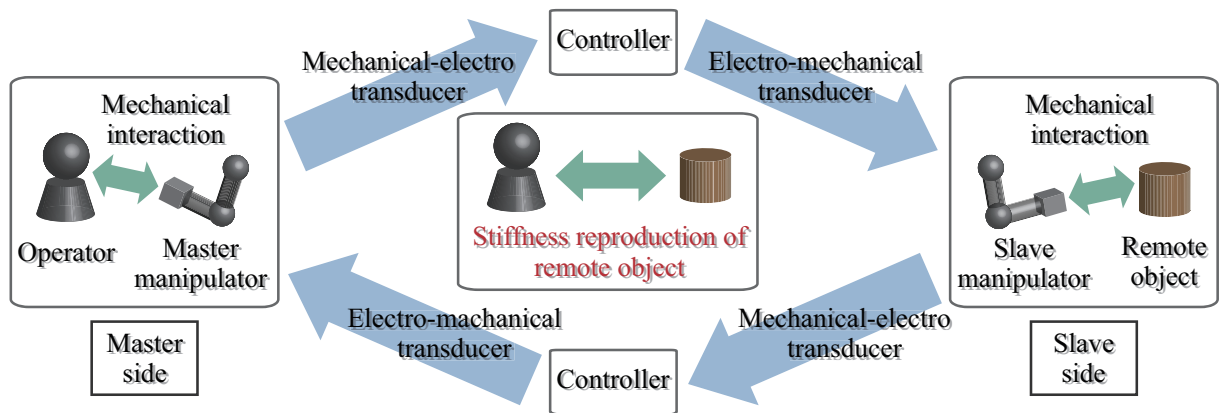 Controller
Mechanical-electro
transducer
Electro-mechanical
transducer
Mechanical
interaction
Operator
Master
manipulator
Stiffness reproduction of
remote object
Mechanical
interaction
Slave
manipulator
Remote
object
Electro-machanical
transducer
Mechanical-electro
transducer
Master
side
Controller
Slave
side